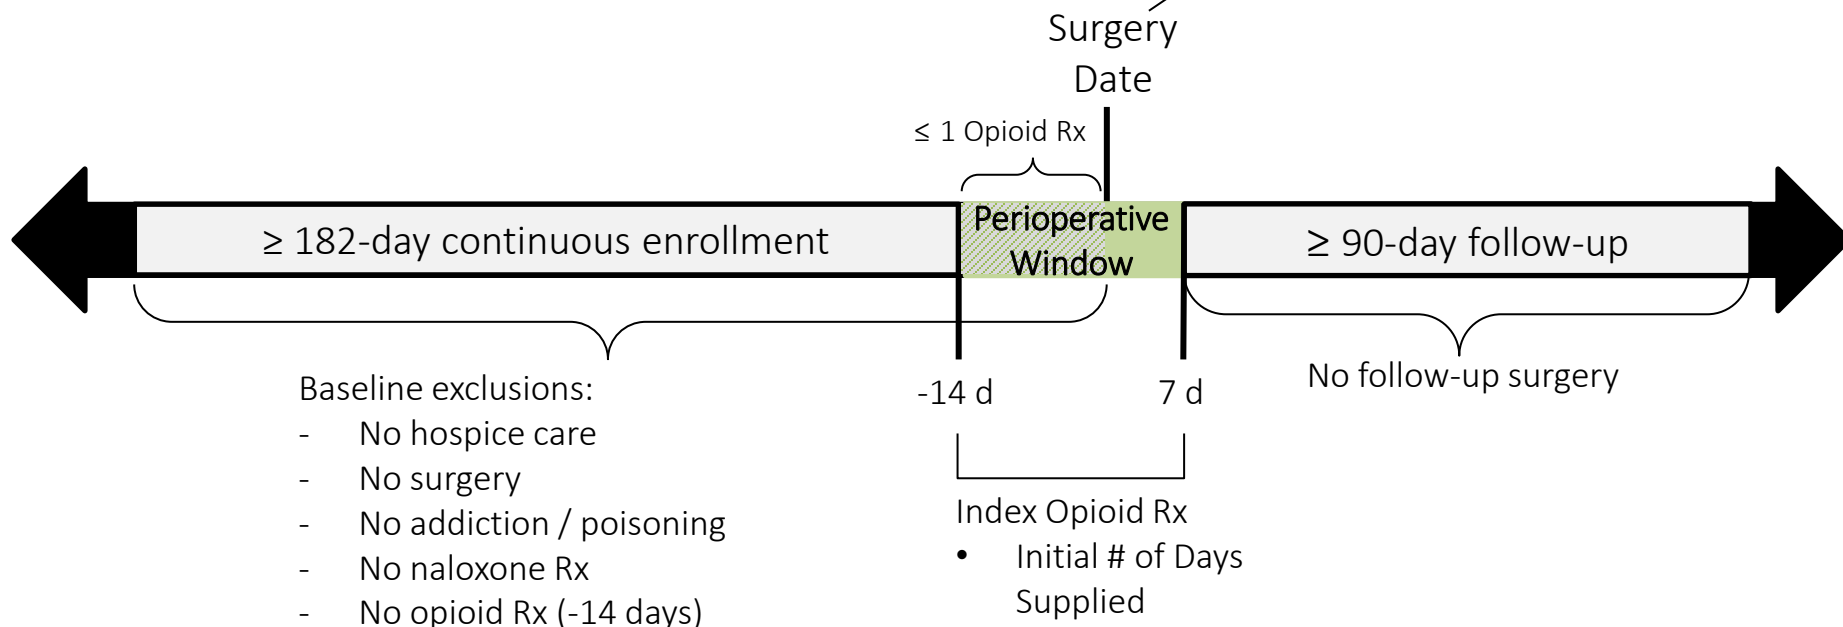 Surgery
Date
≤ 1 Opioid Rx
≥ 182-day continuous enrollment
Perioperative
Window
≥ 90-day follow-up
-14 d
7 d
No follow-up surgery
Baseline exclusions:
- No hospice care
- No surgery
- No addiction / poisoning
- No naloxone Rx
- No opioid Rx (-14 days)
Index Opioid Rx
• Initial # of Days
Supplied